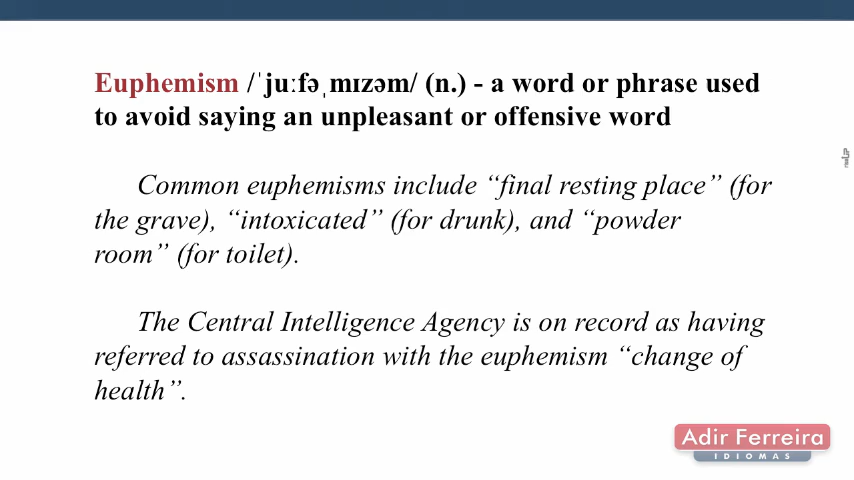 Euphemism /ˈjuːfəˌmɪzəm/ (n.) - a word or phrase used
to avoid saying an unpleasant or offensive word
Common euphemisms include “final resting place” (for
the grave), “intoxicated” (for drunk), and “powder
room” (for toilet).
The Central Intelligence Agency is on record as having
referred to assassination with the euphemism “change of
health”.
Adir Ferreira
IDIOMAS